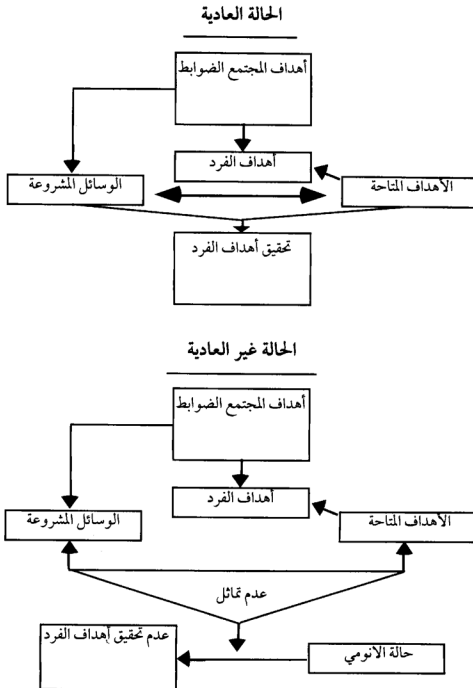 الحالة العادية
أهداف المجتمع الضوابط
أهداف الفرد
الأهداف المتاحة
الوسائل المشروعة
تحقيق أهداف الفرد
الحالة غير العادية
أهداف المجتمع الضوابط
أهداف الفرد
الأهداف المتاحة
الوسائل المشروعة
عدم تماثل
عدم تحقيق أهداف الفرد
حالة الانومي